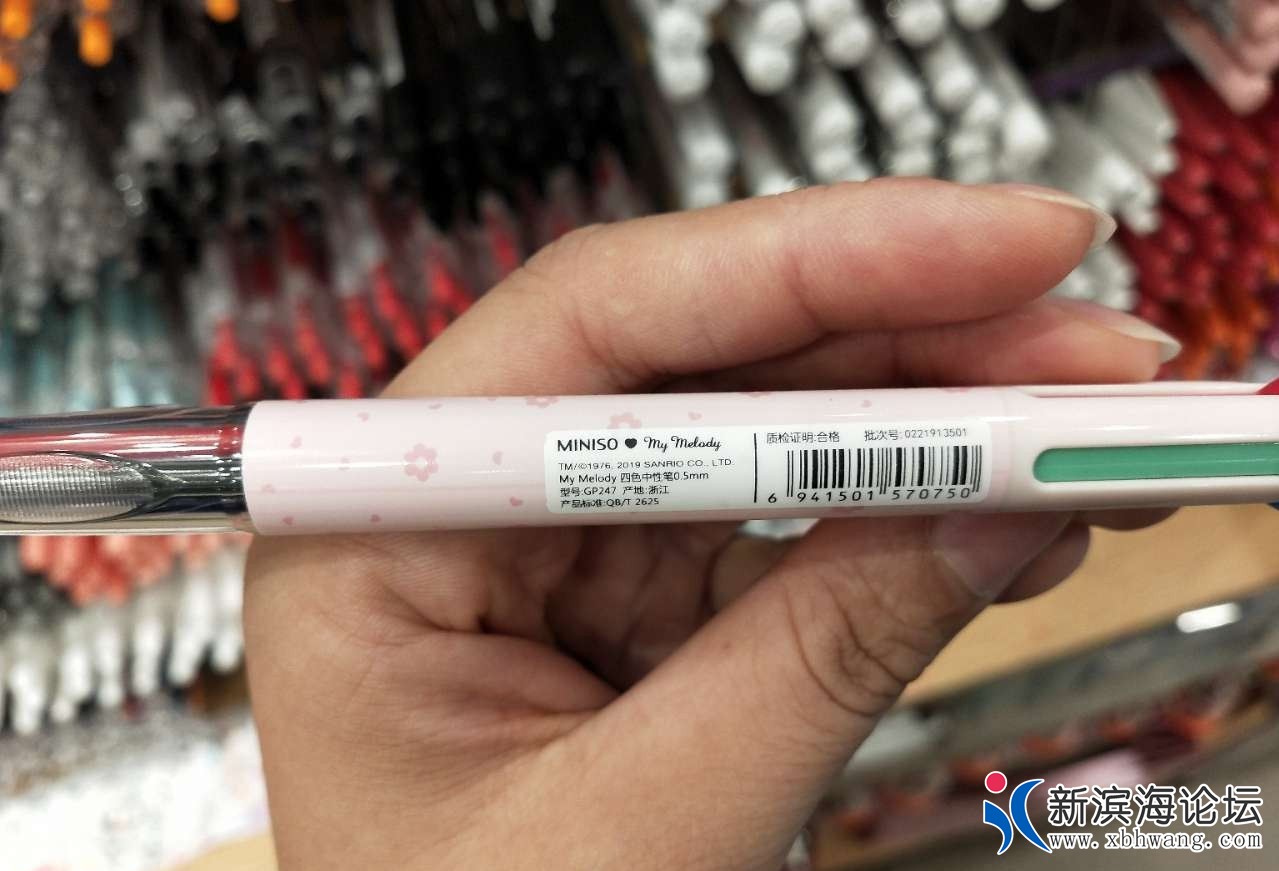 MINISO ♥ My Melody
TM/©1976, 2019 SANRIO CO., LTD.
My Melody 四色中性笔0.5mm
型号:GP247 产地:浙江
产品标准:QB/T 2625
质检证明:合格 批次号: 0221913501
6 941501 570750
新滨海论坛
www.xbhwang.com